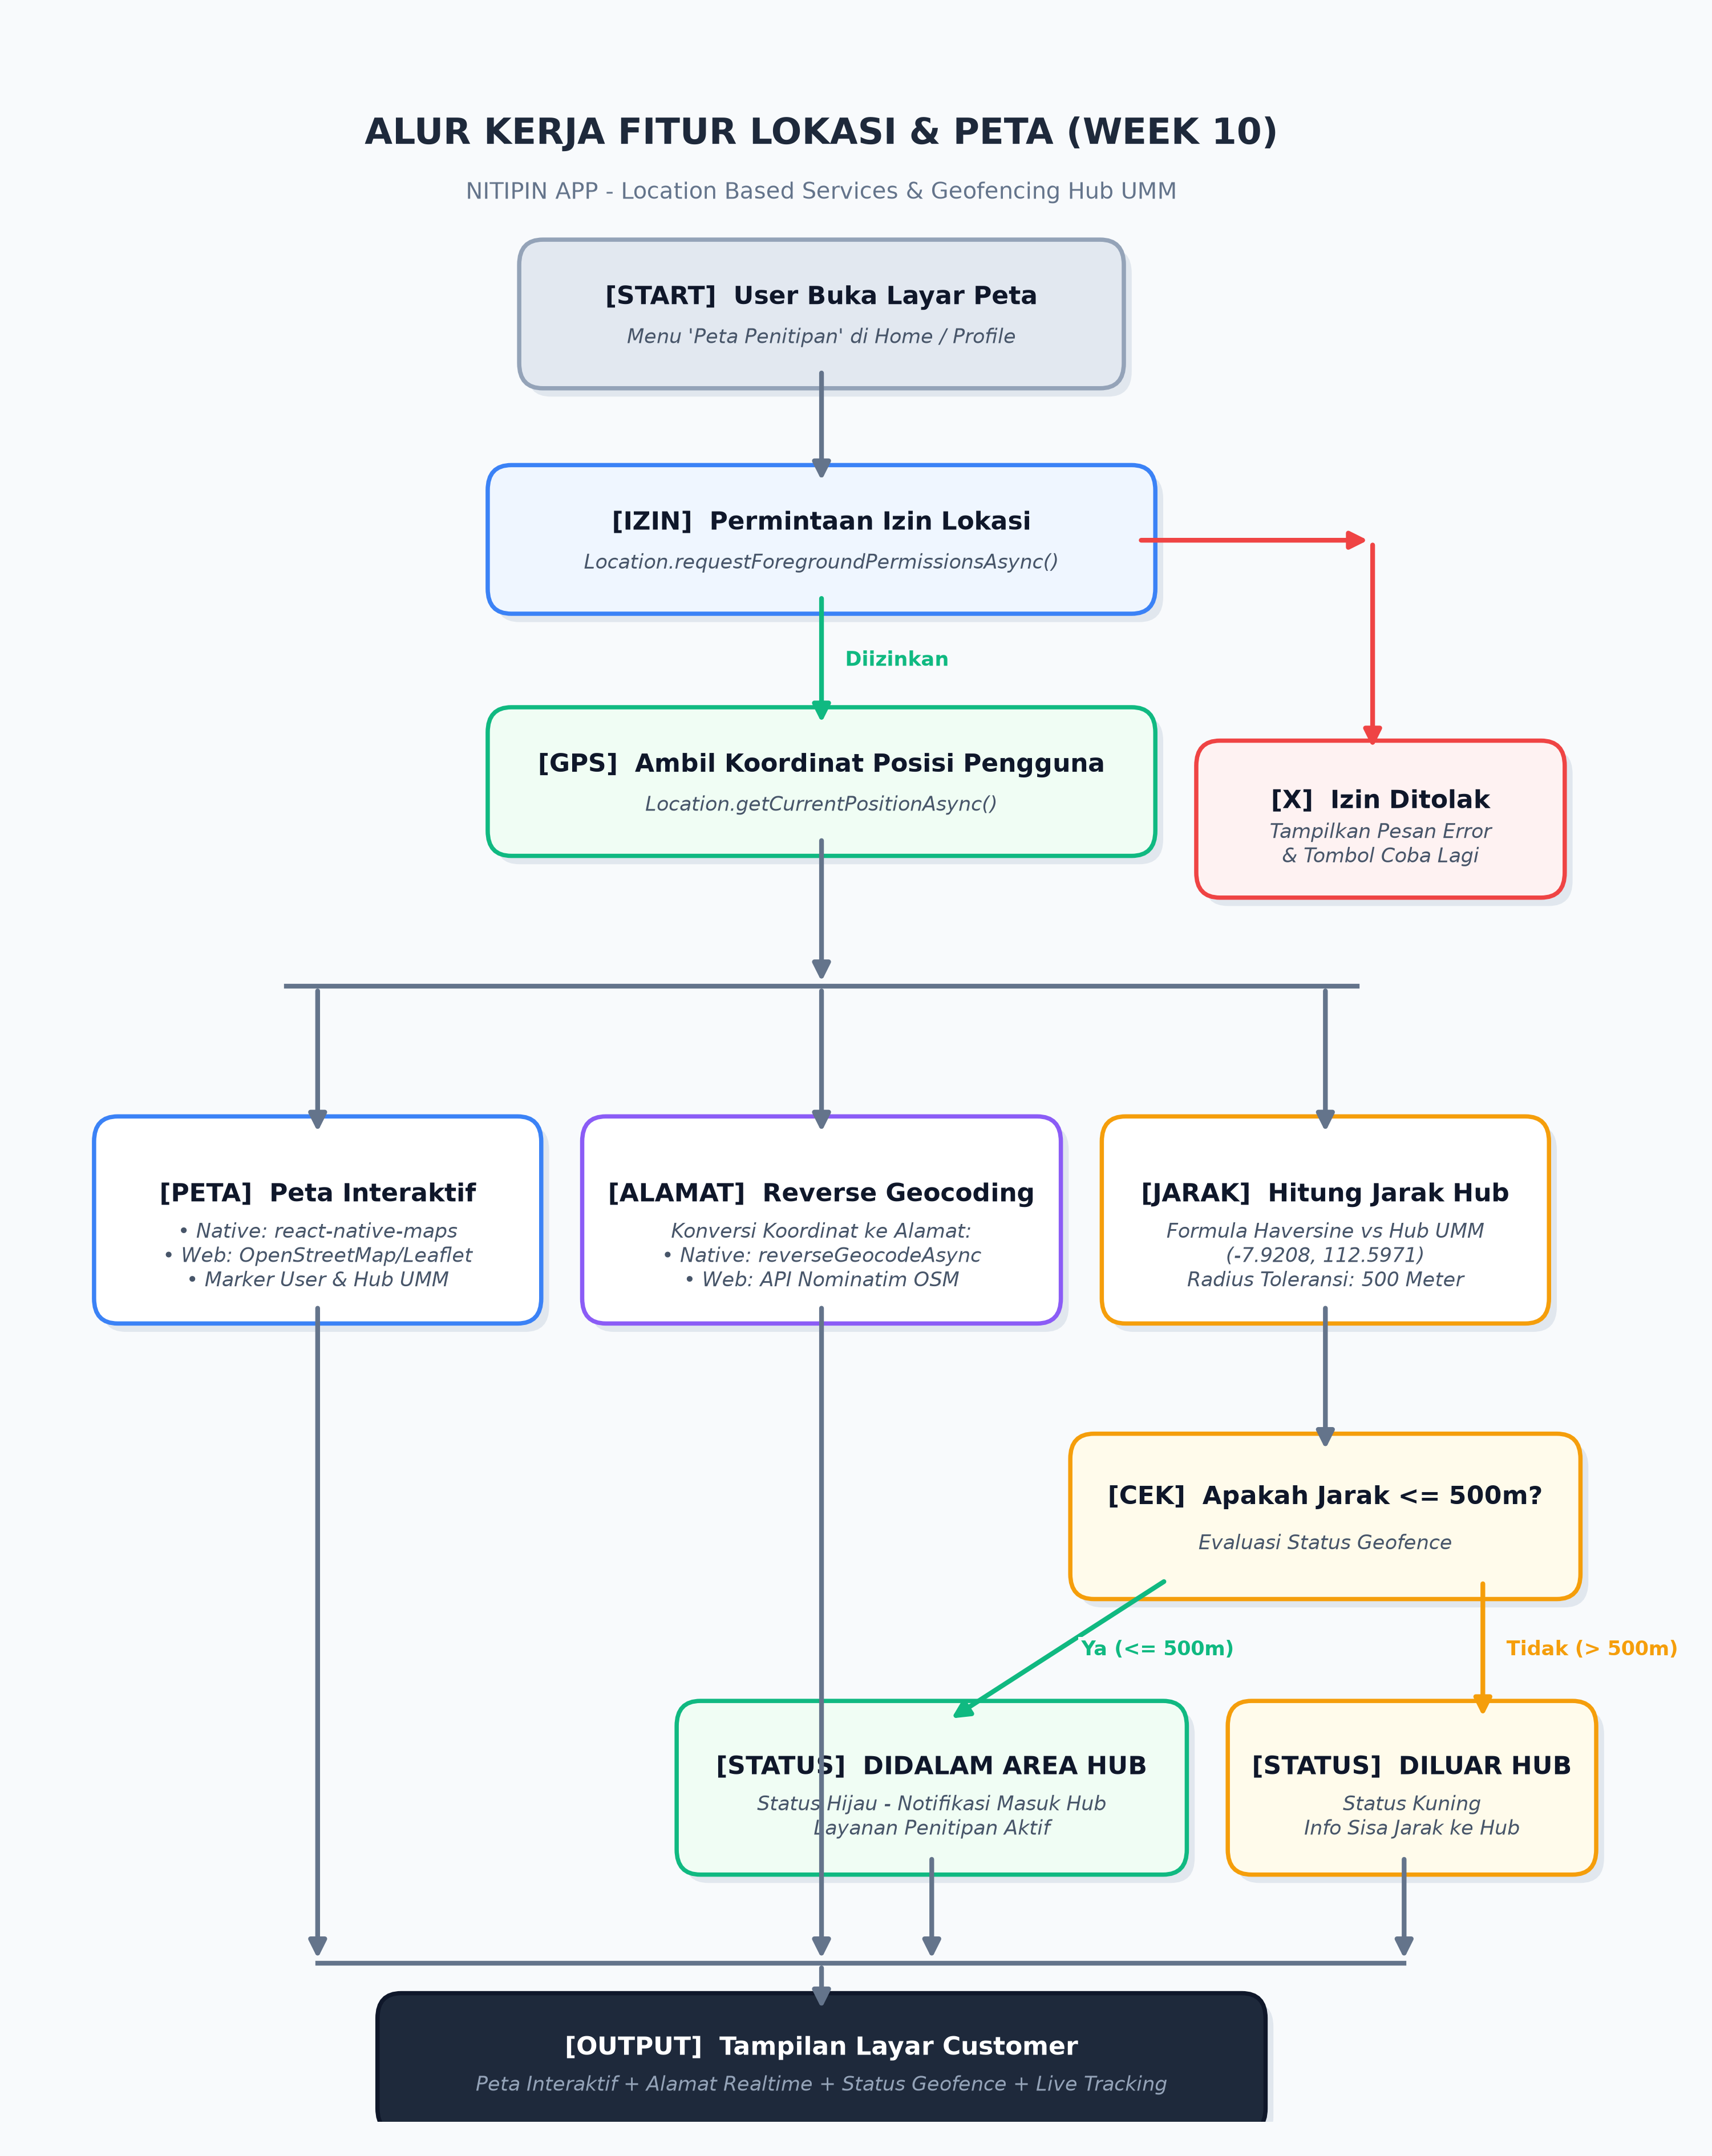 ALUR KERJA FITUR LOKASI & PETA (WEEK 10)
NITIPIN APP - Location Based Services & Geofencing Hub UMM
[START]  User Buka Layar Peta
Menu 'Peta Penitipan' di Home / Profile
[IZIN]  Permintaan Izin Lokasi
Location.requestForegroundPermissionsAsync()
Diizinkan
[GPS]  Ambil Koordinat Posisi Pengguna
Location.getCurrentPositionAsync()
[X]  Izin Ditolak
Tampilkan Pesan Error
& Tombol Coba Lagi
[PETA]  Peta Interaktif
• Native: react-native-maps
• Web: OpenStreetMap/Leaflet
• Marker User & Hub UMM
[ALAMAT]  Reverse Geocoding
Konversi Koordinat ke Alamat:
• Native: reverseGeocodeAsync
• Web: API Nominatim OSM
[JARAK]  Hitung Jarak Hub
Formula Haversine vs Hub UMM
(-7.9208, 112.5971)
Radius Toleransi: 500 Meter
[CEK]  Apakah Jarak <= 500m?
Evaluasi Status Geofence
Ya (<= 500m)
Tidak (> 500m)
[STATUS]  DIDALAM AREA HUB
Status Hijau - Notifikasi Masuk Hub
Layanan Penitipan Aktif
[STATUS]  DILUAR HUB
Status Kuning
Info Sisa Jarak ke Hub
[OUTPUT]  Tampilan Layar Customer
Peta Interaktif + Alamat Realtime + Status Geofence + Live Tracking